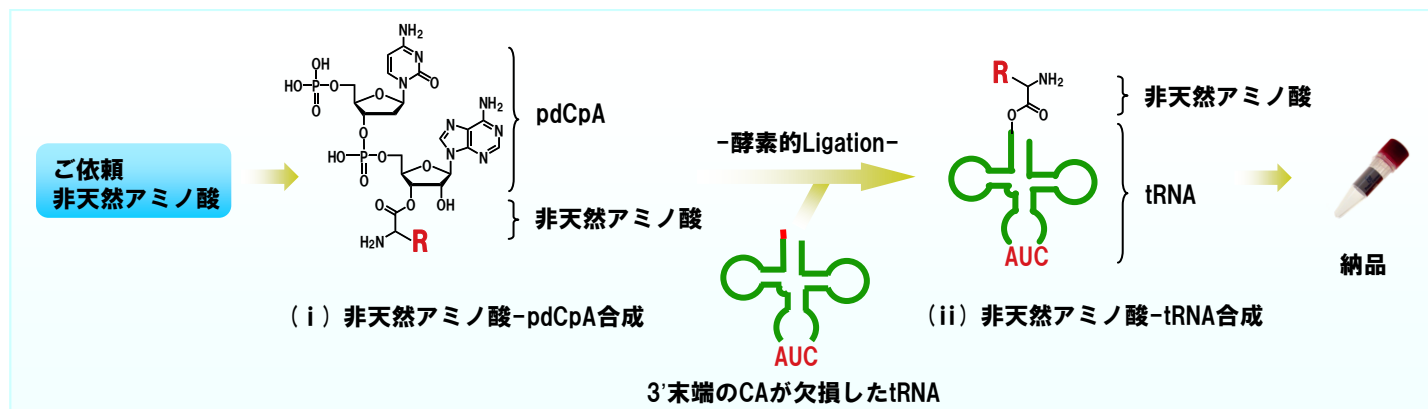 ご依頼
非天然アミノ酸
NH₂
N
N
O
OH
HO-P-O
O
O
O
HO-P-O
O
O
NH₂
N
N
N
N
O
O
OH
H₂N
R
pdCpA
非天然アミノ酸
(ⅰ)非天然アミノ酸-pdCpA合成
-酵素的Ligation-
AUC
3'末端のCAが欠損したtRNA
R
NH₂
O
O
非天然アミノ酸
tRNA
AUC
(ⅱ)非天然アミノ酸-tRNA合成
納品